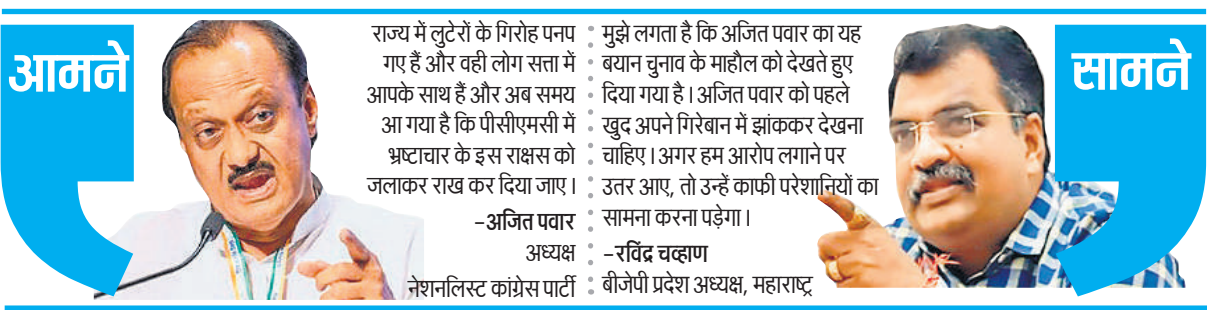 आमने
राज्य में लुटेरों के गिरोह पनप
गए हैं और वही लोग सत्ता में
आपके साथ हैं और अब समय
आ गया है कि पीसीएमसी में
भ्रष्टाचार के इस राक्षस को
जलाकर राख कर दिया जाए।
–अजित पवार
अध्यक्ष
नेशनलिस्ट कांग्रेस पार्टी
मुझे लगता है कि अजित पवार का यह
बयान चुनाव के माहौल को देखते हुए
दिया गया है। अजित पवार को पहले
खुद अपने गिरेबान में झांककर देखना
चाहिए। अगर हम आरोप लगाने पर
उतर आए, तो उन्हें काफी परेशानियों का
सामना करना पड़ेगा।
–रविंद्र चव्हाण
बीजेपी प्रदेश अध्यक्ष, महाराष्ट्र
सामने